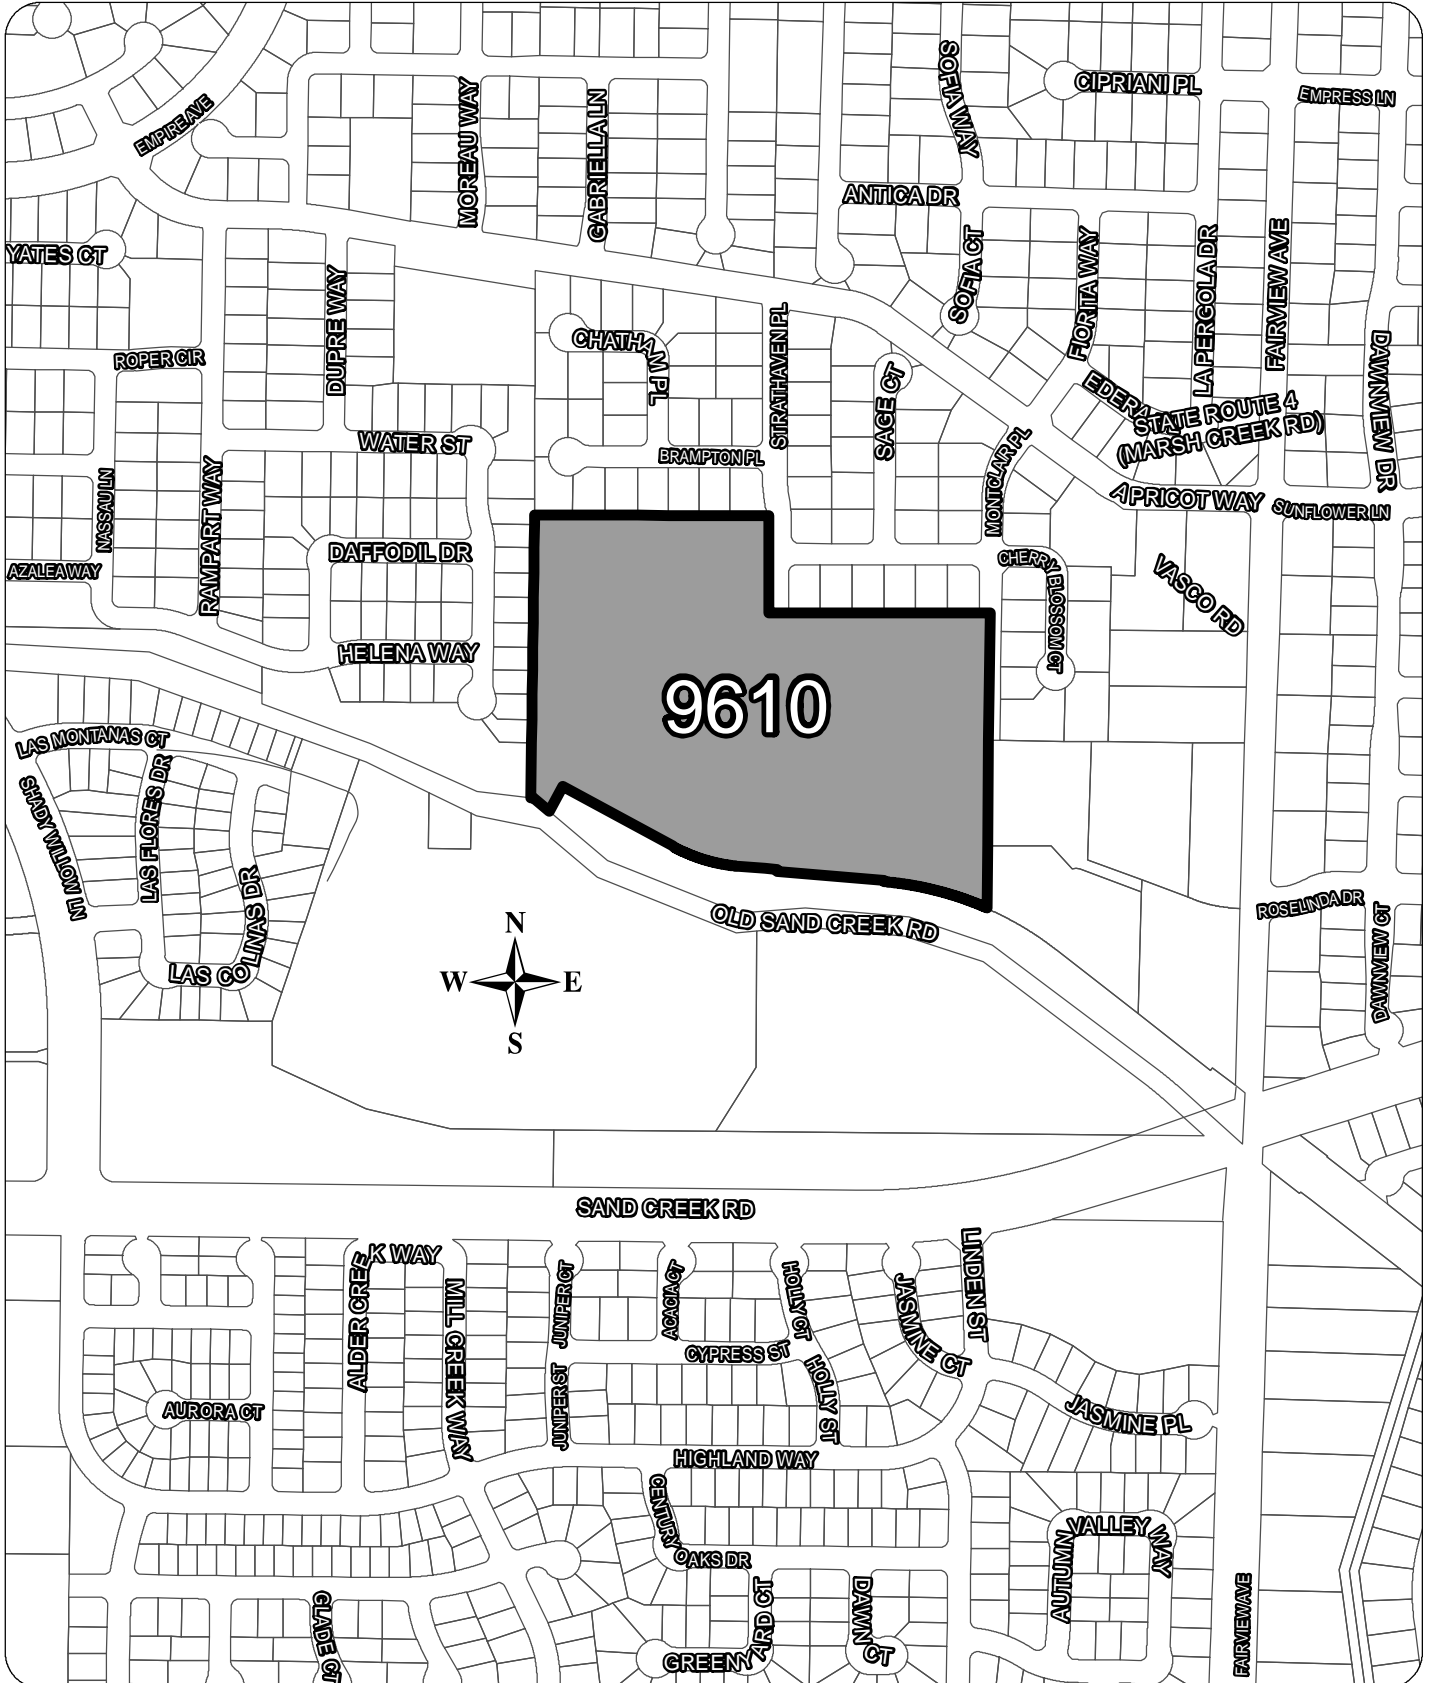 SOFIA WAY
CIPRIANI PL
EMPRESS LN
EMPIRE AVE
MOREAU WAY
GABRIELLA LN
ANTICA DR
YATES CT
DUPRE WAY
SOFIA CT
FIORITA WAY
LA PERGOLA DR
FAIRVIEW AVE
ROPER CIR
CHATHAM PL
STRATHAVEN PL
SAGE CT
DAWNVIEW DR
EDERA
STATE ROUTE 4
(MARSH CREEK RD)
WATER ST
BRAMPTON PL
MONTCLAIR PL
NASSAU LN
RAMPART WAY
APRICOT WAY
SUNFLOWER LN
DAFFODIL DR
AZALEA WAY
CHERRY BLOSSOM CT
VASCO RD
HELENA WAY
9610
LAS MONTANAS CT
SHADY WILLOW LN
LAS FLORES DR
LAS COLINAS DR
OLD SAND CREEK RD
ROSELINDA DR
DAWNVIEW CT
N
W E
S
SAND CREEK RD
ALDER CREEK WAY
MILL CREEK WAY
JUNIPER CT
ACACIA CT
HOLLY CT
JASMINE CT
LINDEN ST
CYPRESS ST
JUNIPER ST
HOLLY ST
AURORA CT
JASMINE PL
HIGHLAND WAY
CENTURY OAKS DR
AUTUMN VALLEY WAY
GLADE CT
GREENYARD CT
DAWN CT
FAIRVIEW AVE